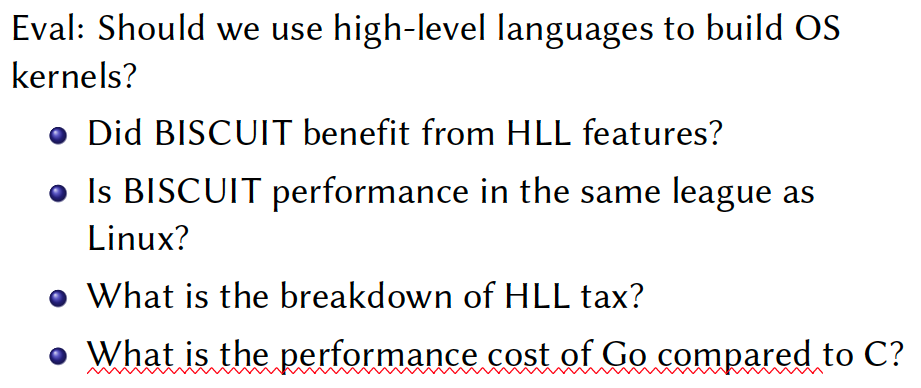 Eval: Should we use high-level languages to build OS
kernels?
Did BISCUIT benefit from HLL features?
Is BISCUIT performance in the same league as
Linux?
What is the breakdown of HLL tax?
What is the performance cost of Go compared to C?